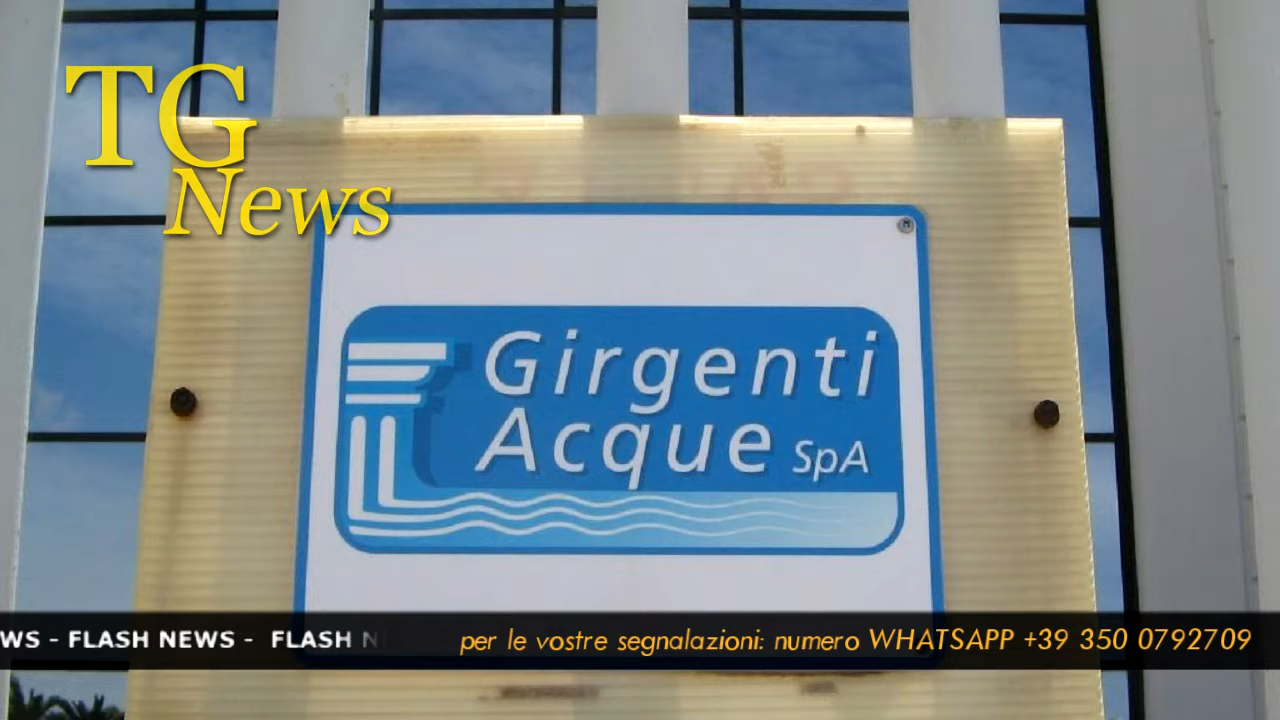 TG
News
Girgenti
Acque SpA
WS - FLASH NEWS - FLASH N
per le vostre segnalazioni: numero WHATSAPP +39 350 0792709